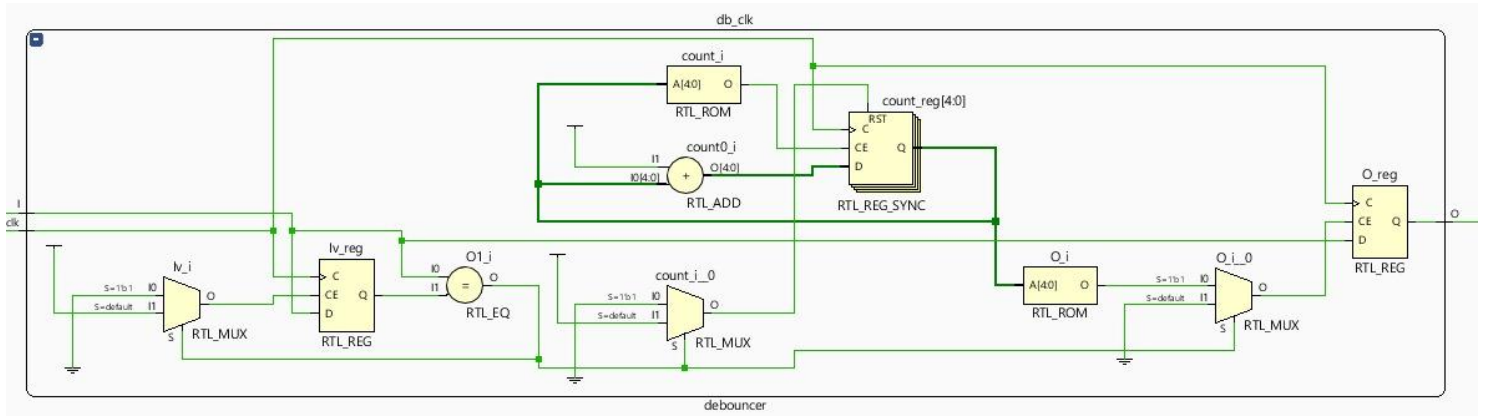 db_clk
count_i
A[4:0] O
RTL_ROM
count_reg[4:0]
RST
C
CE Q
D
RTL_REG_SYNC
count0_i
I1
I0[4:0] + O[4:0]
RTL_ADD
O_reg
C
CE Q
D
RTL_REG
O
I
clk
lv_i
S=1'b1 I0
S=default I1
O
S
RTL_MUX
lv_reg
C
CE Q
D
RTL_REG
O1_i
I0
I1
=
O
RTL_EQ
count_i__0
S=1'b1 I0
S=default I1
O
S
RTL_MUX
O_i
A[4:0] O
RTL_ROM
O_i__0
S=1'b1 I0
S=default I1
O
S
RTL_MUX
debouncer